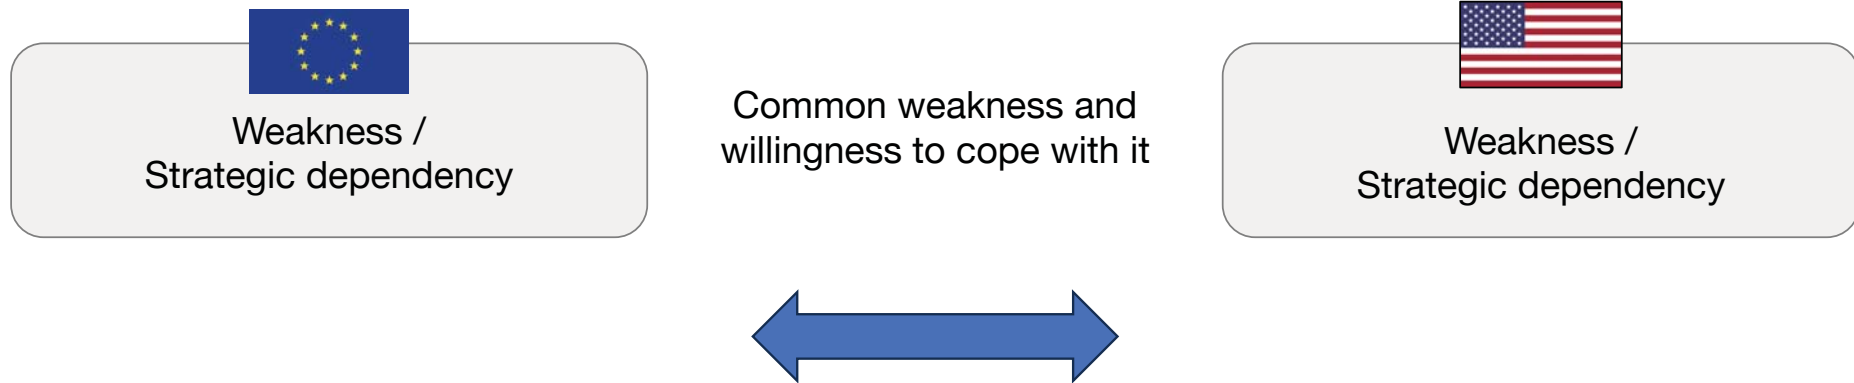 Weakness /
Strategic dependency
Common weakness and
willingness to cope with it
Weakness /
Strategic dependency